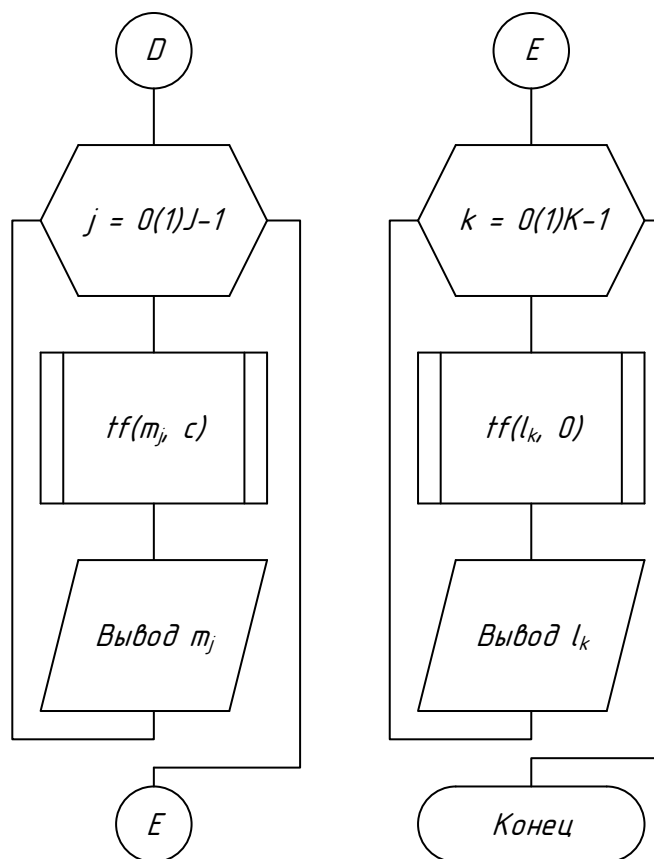 D
j = 0(1)J-1
tf(mⱼ, c)
Вывод mⱼ
E
E
k = 0(1)K-1
tf(lₖ, 0)
Вывод lₖ
Конец